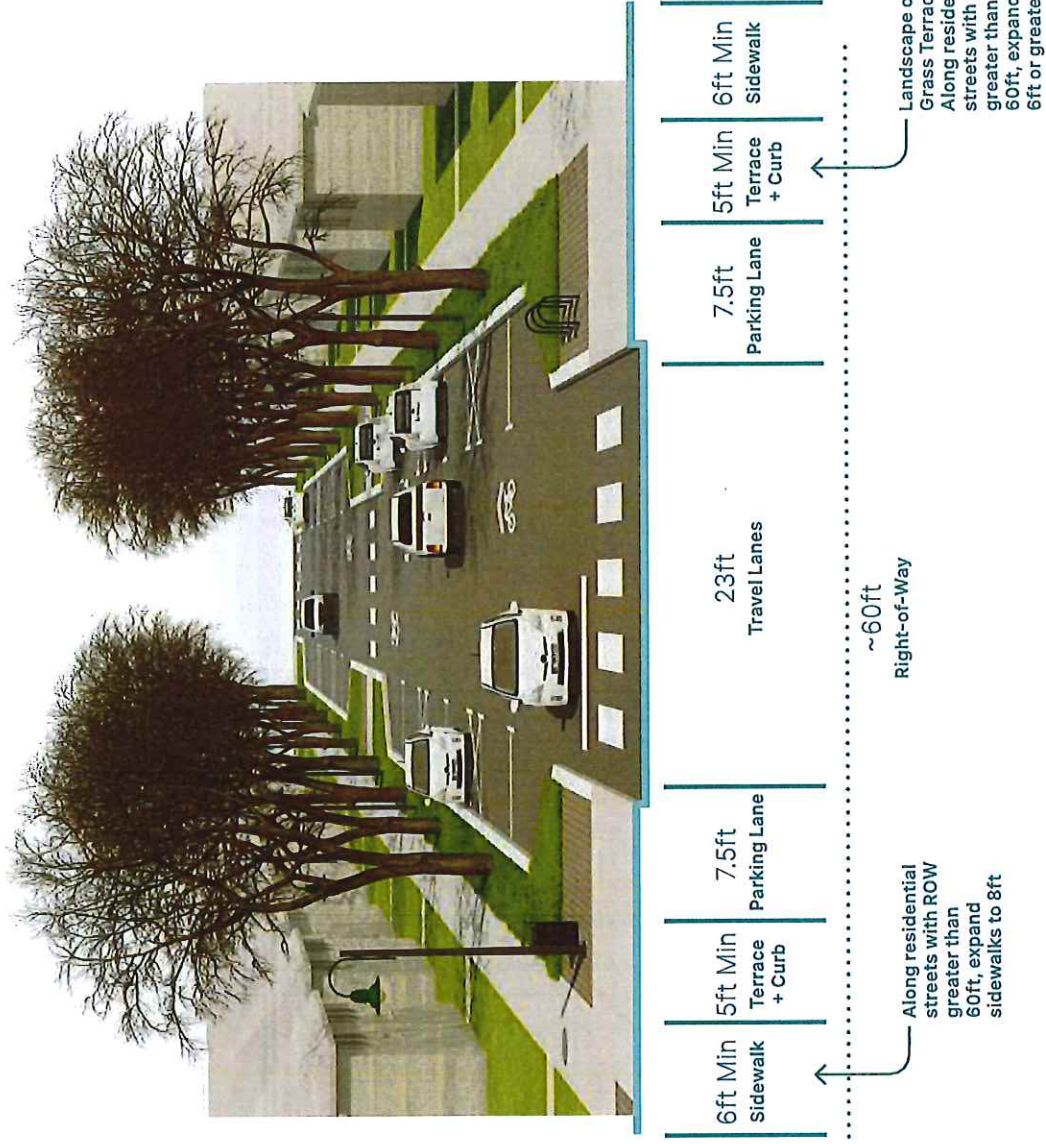 6ft Min
Sidewalk
5ft Min
Terrace
+ Curb
7.5ft
Parking Lane
23ft
Travel Lanes
7.5ft
Parking Lane
5ft Min
Terrace
+ Curb
6ft Min
Sidewalk
~60ft
Right-of-Way
Along residential
streets with ROW
greater than
60ft, expand
sidewalks to 8ft
Landscape o
Grass Terrac
Along reside
streets with
greater than
60ft, expand
6ft or greate